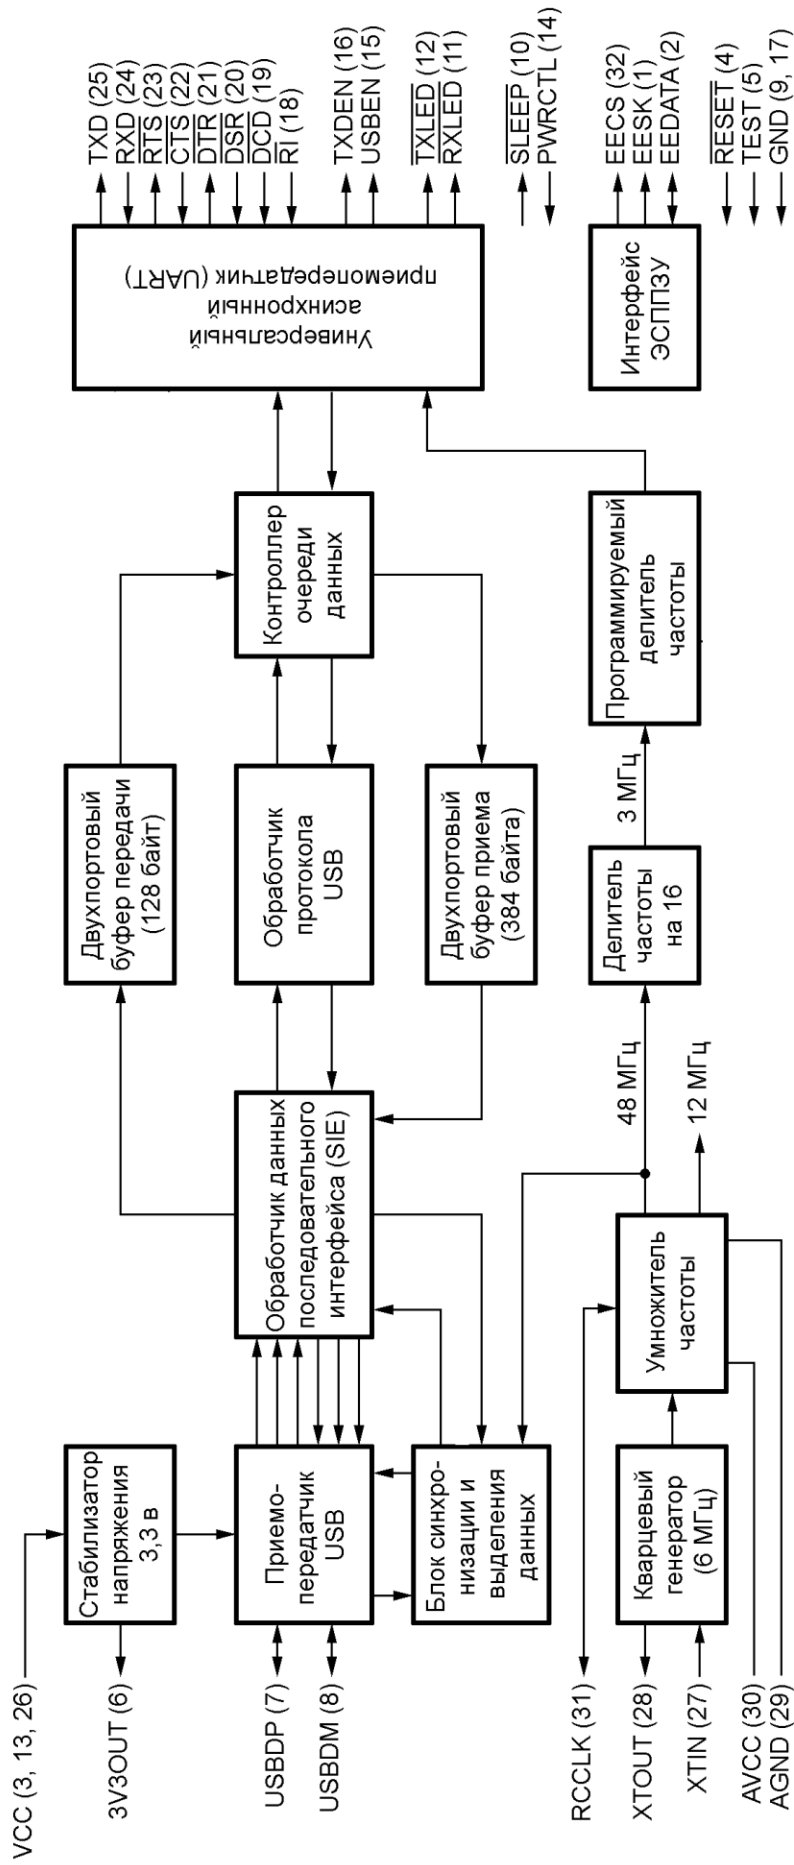 VCC (3, 13, 26)
3V3OUT (6)
USBDP (7)
USBDM (8)
RCCLK (31)
XTOUT (28)
XTIN (27)
AVCC (30)
AGND (29)
Стабилизатор
напряжения
3,3 в
Приемо-
передатчик
USB
Блок синхро-
низации и
выделения
данных
Кварцевый
генератор
(6 МГц)
Умножитель
частоты
Обработчик данных
последовательного
интерфейса (SIE)
48 МГц
12 МГц
Двухпортовый
буфер передачи
(128 байт)
Обработчик
протокола
USB
Двухпортовый
буфер приема
(384 байта)
Делитель
частоты
на 16
3 МГц
Контроллер
очереди
данных
Программируемый
делитель
частоты
Универсальный
асинхронный
приемопередатчик (UART)
Интерфейс
ЭСППЗУ
TXD (25)
RXD (24)
RTS (23)
CTS (22)
DTR (21)
DSR (20)
DCD (19)
RI (18)
TXDEN (16)
USBEN (15)
TXLED (12)
RXLED (11)
SLEEP (10)
PWRCTL (14)
EECS (32)
EESK (1)
EEDATA (2)
RESET (4)
TEST (5)
GND (9, 17)